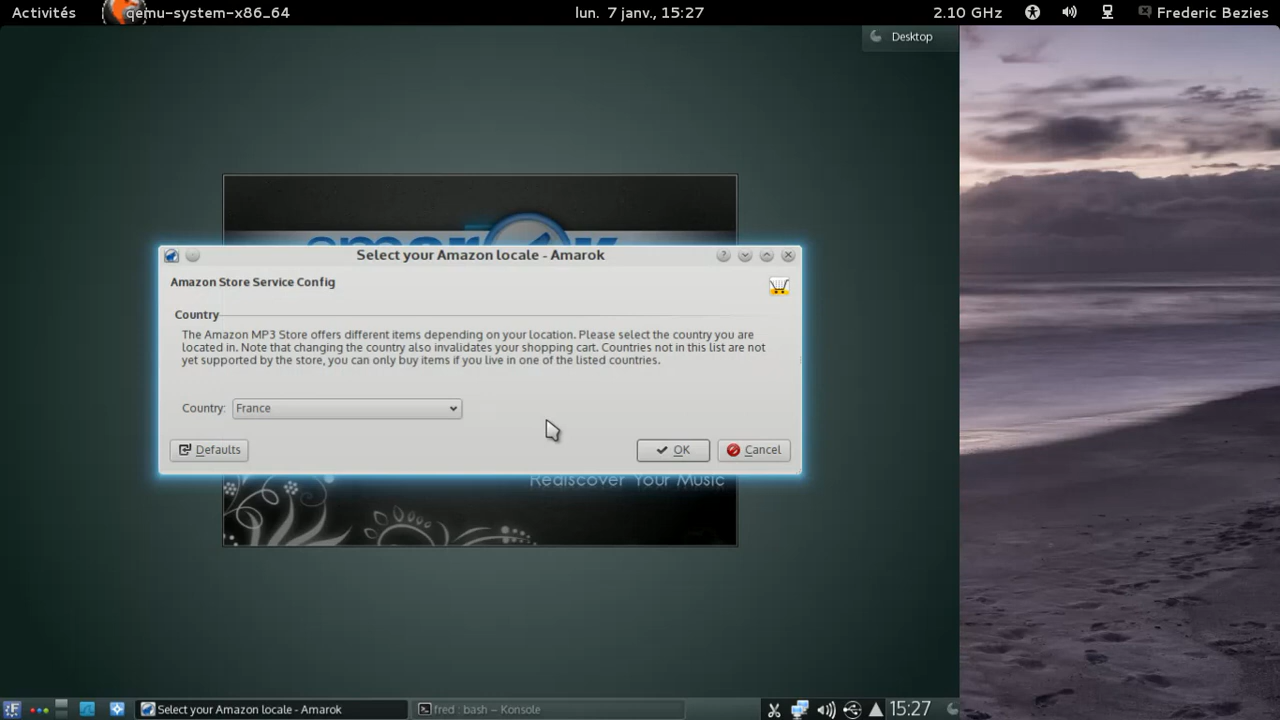 Activités
qemu-system-x86_64
lun. 7 janv., 15:27
2.10 GHz
Frederic Bezies
Desktop
Select your Amazon locale - Amarok
Amazon Store Service Config
Country
The Amazon MP3 Store offers different items depending on your location. Please select the country you are
located in. Note that changing the country also invalidates your shopping cart. Countries not in this list are not
yet supported by the store, you can only buy items if you live in one of the listed countries.
Country: France
Defaults
OK
Cancel
Rediscover Your Music
Select your Amazon locale - Amarok
fred : bash – Konsole
15:27